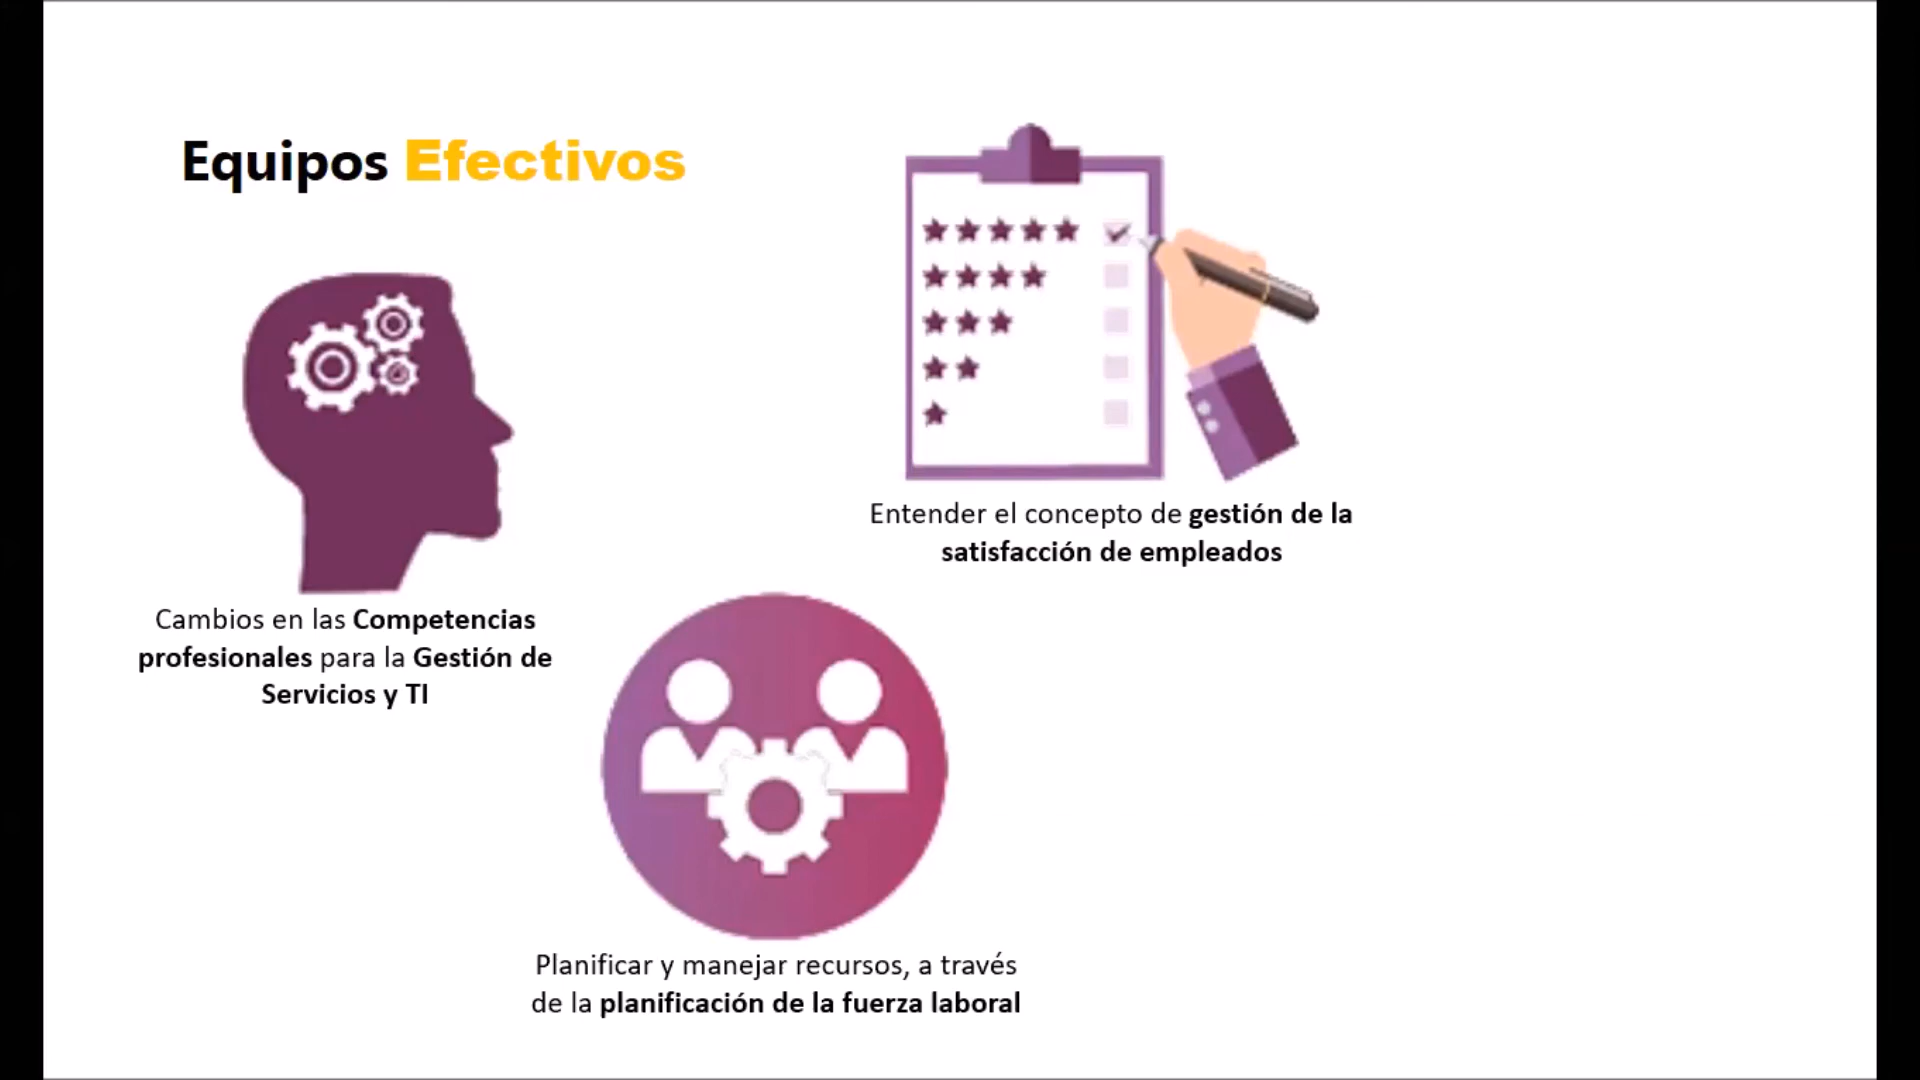 Equipos Efectivos
Cambios en las Competencias
profesionales para la Gestión de
Servicios y TI
Planificar y manejar recursos, a través
de la planificación de la fuerza laboral
Entender el concepto de gestión de la
satisfacción de empleados